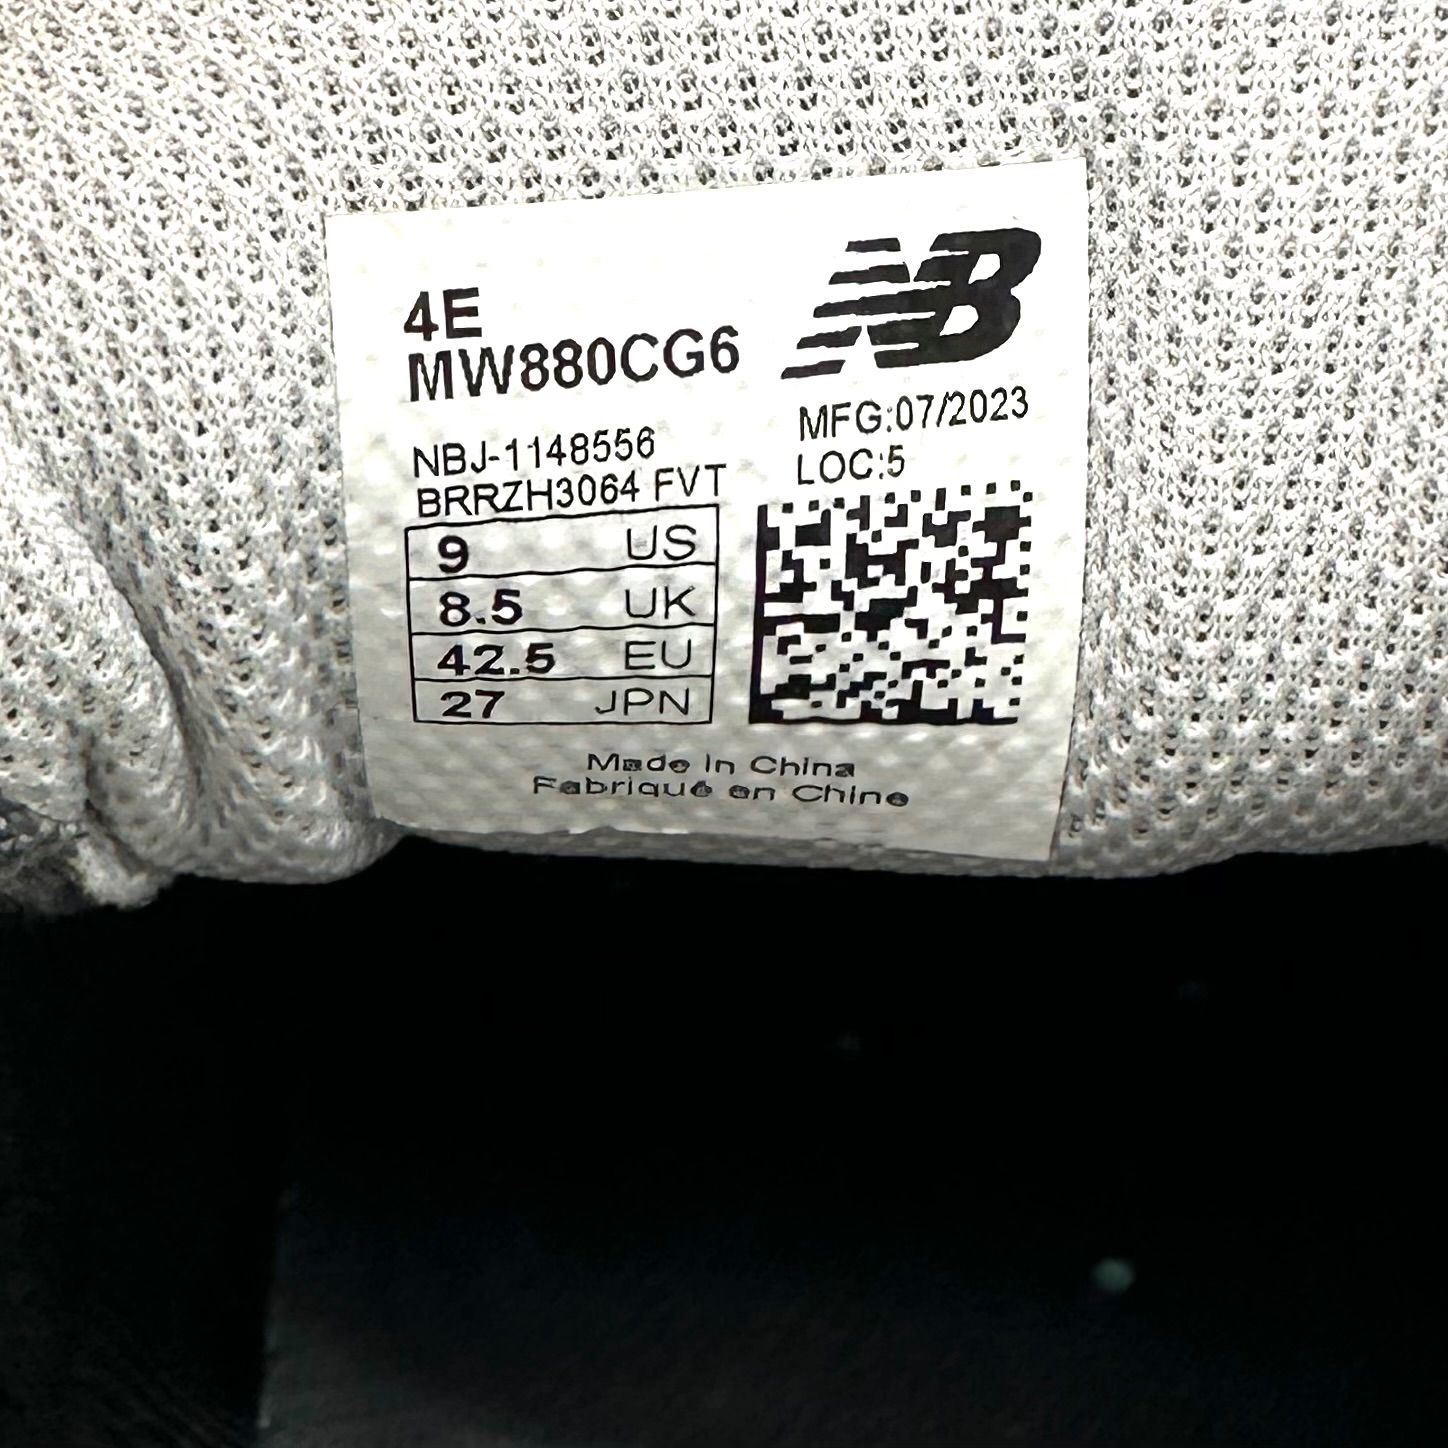 4E
MW880CG6
NB
MFG:07/2023
LOC:5
NBJ-1148556
BRRZH3064 FVT
9 US
8.5 UK
42.5 EU
27 JPN
Made In China
Fabriqué en Chine